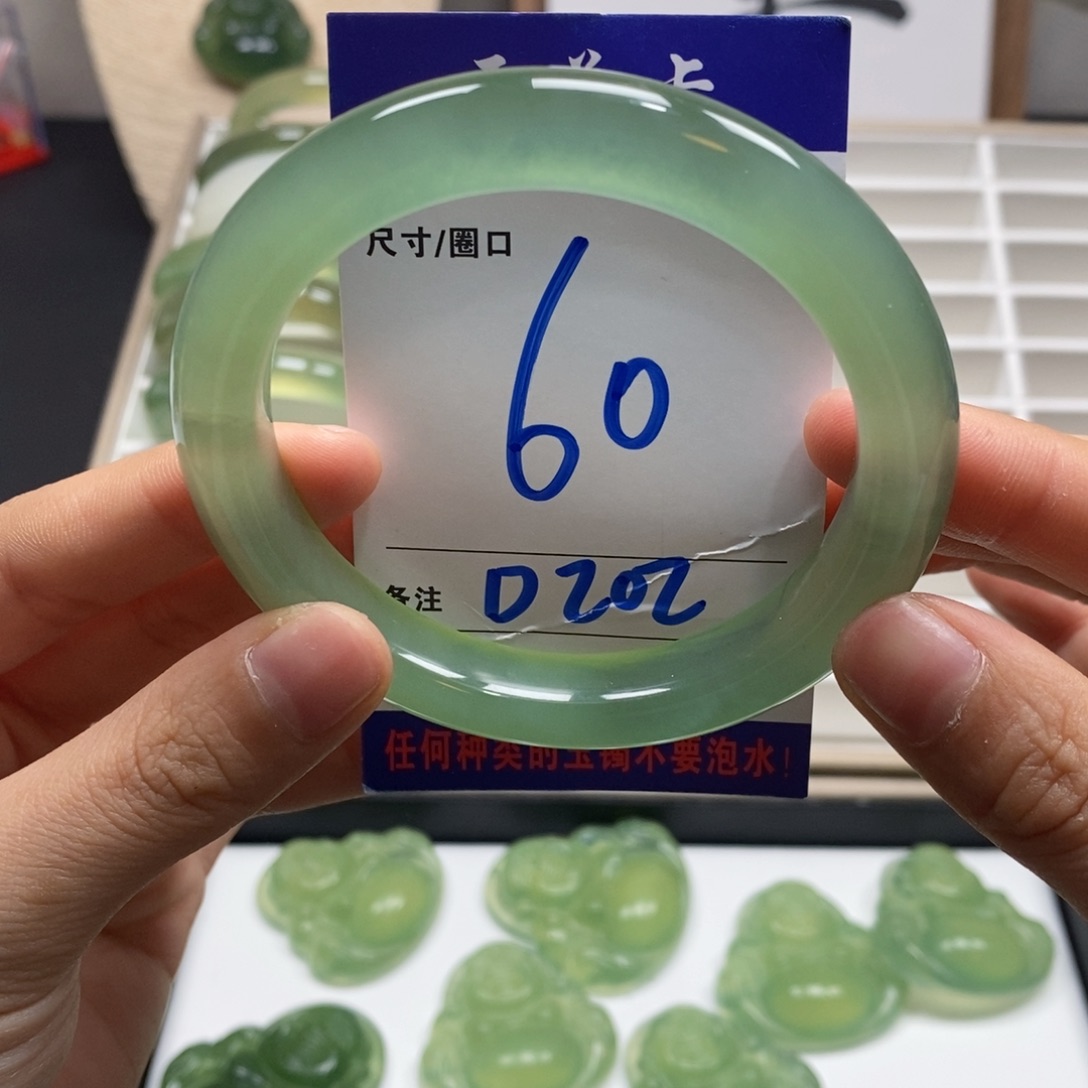 尺寸/圈口
60
备注 D202
任何种类的玉镯不要泡水！